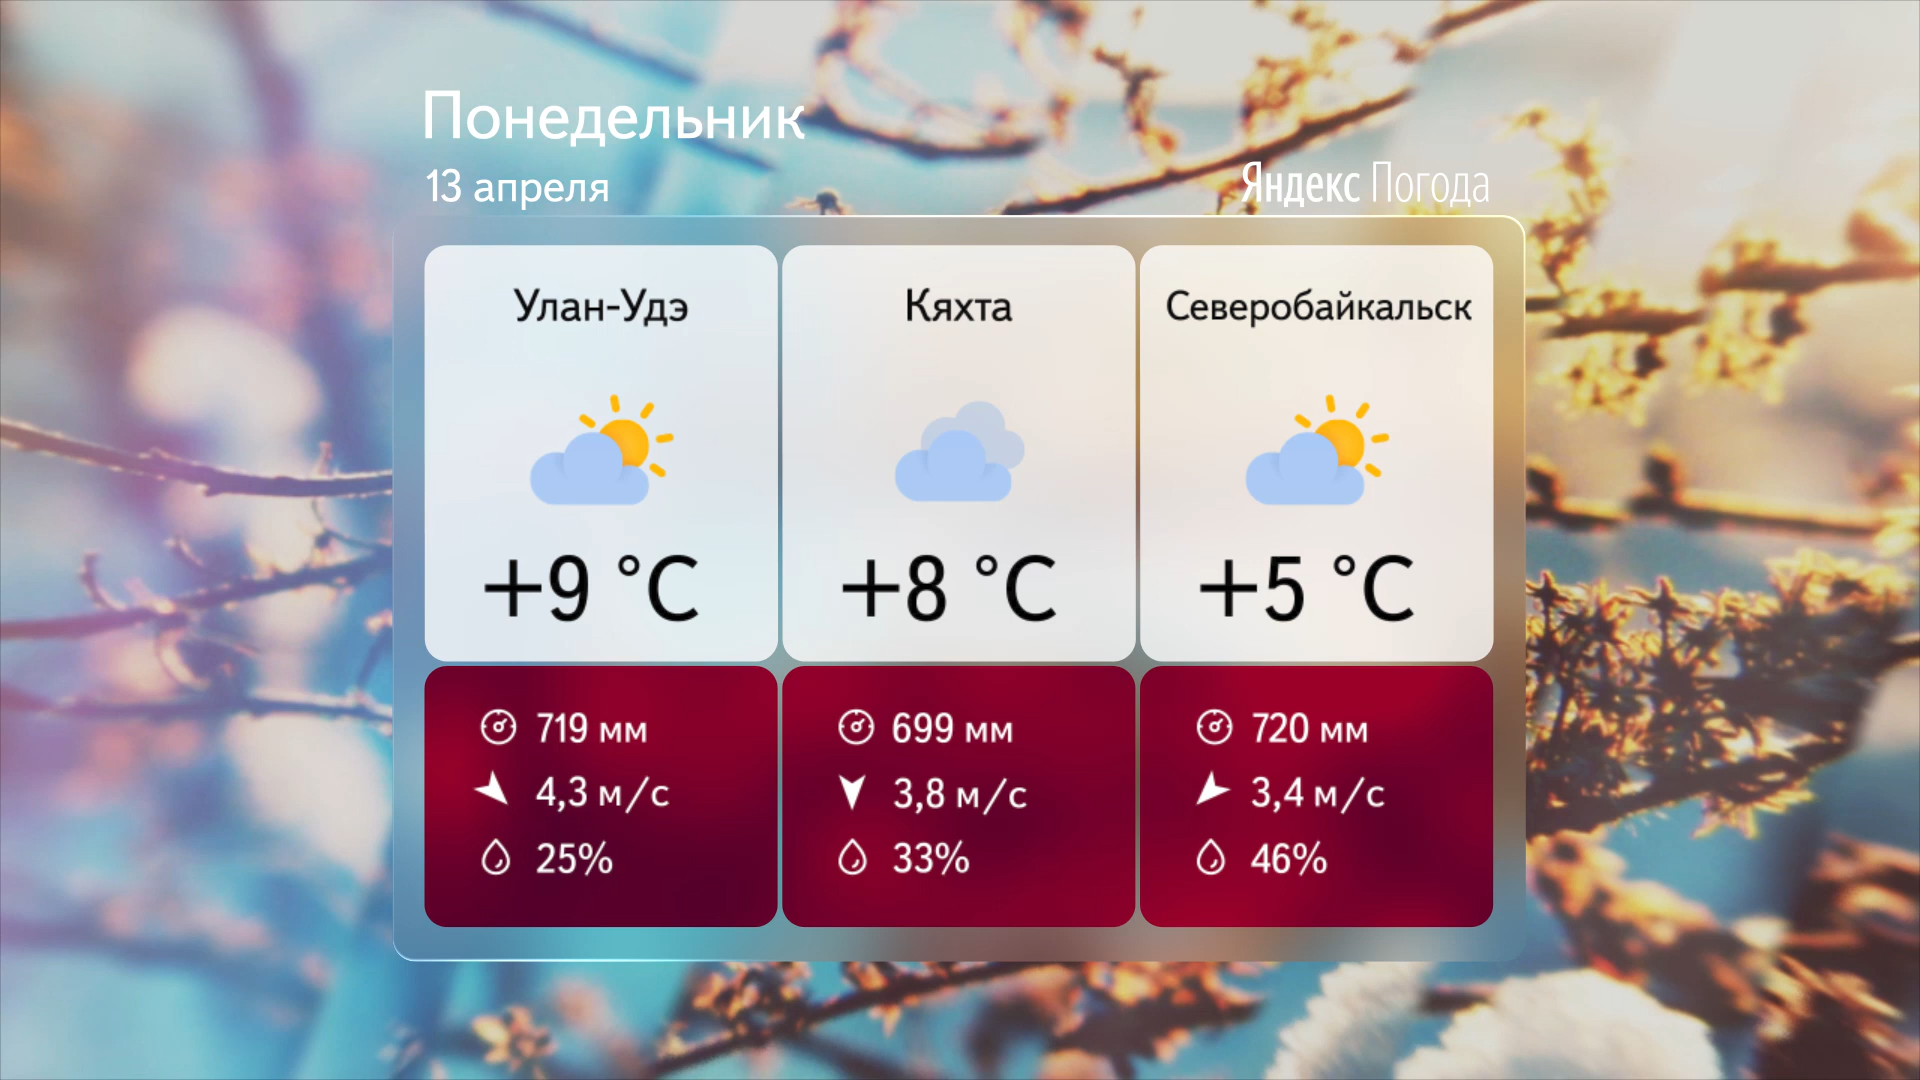 Понедельник
13 апреля
Яндекс Погода
Улан-Удэ
+9 °C
719 мм
4,3 м/с
25%
Кяхта
+8 °C
699 мм
3,8 м/с
33%
Северобайкальск
+5 °C
720 мм
3,4 м/с
46%